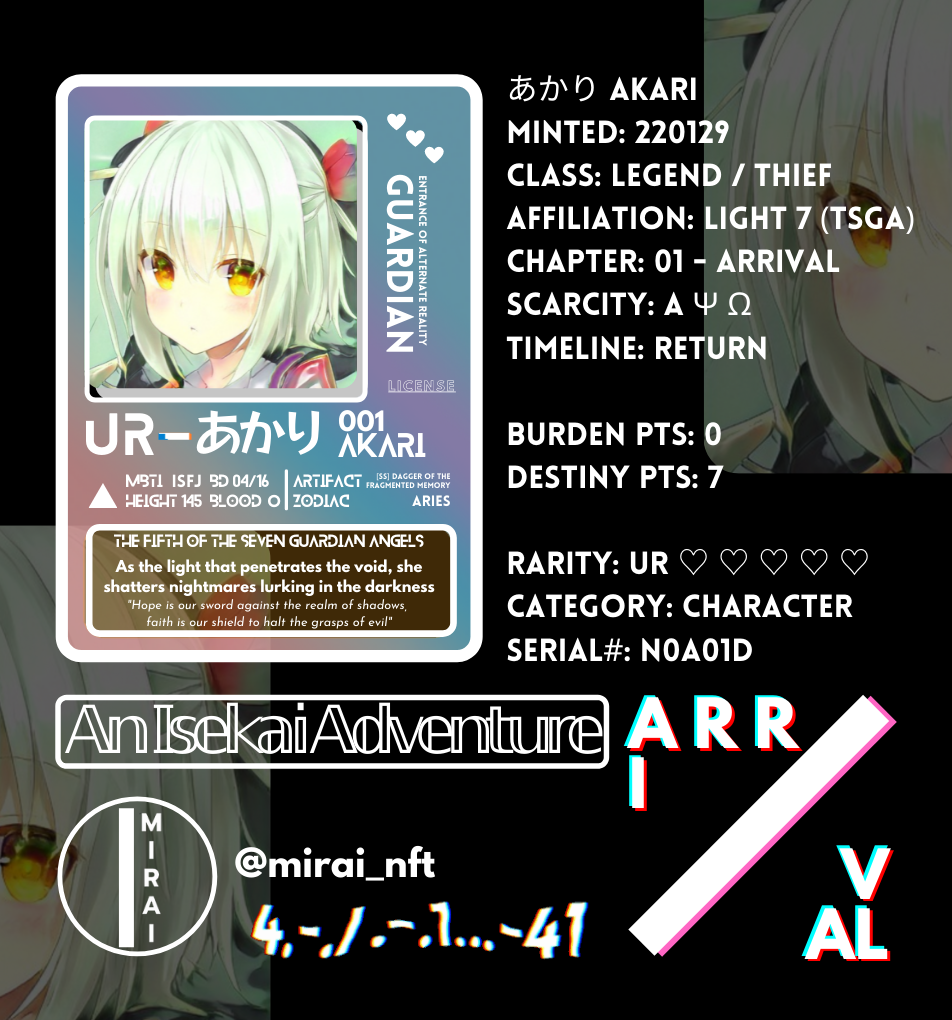 あかり AKARI
MINTED: 220129
CLASS: LEGEND / THIEF
AFFILIATION: LIGHT 7 (TSGA)
CHAPTER: 01 - ARRIVAL
SCARCITY: A Ψ Ω
TIMELINE: RETURN
BURDEN PTS: 0
DESTINY PTS: 7
RARITY: UR ♡ ♡ ♡ ♡ ♡
CATEGORY: CHARACTER
SERIAL#: N0A01D
ENTRANCE OF ALTERNATE REALITY
GUARDIAN
LICENSE
UR-あかり 001
AKARI
MBTI ISFJ BD 04/16
HEIGHT 145 BLOOD O
ARTIFACT [SS] DAGGER OF THE
FRAGMENTED MEMORY
ZODIAC ARIES
THE FIFTH OF THE SEVEN GUARDIAN ANGELS
As the light that penetrates the void, she
shatters nightmares lurking in the darkness
"Hope is our sword against the realm of shadows,
faith is our shield to halt the grasps of evil"
An Isekai Adventure
ARR
I
V
AL
MIRAI
@mirai_nft
4.-./.-.1...-41